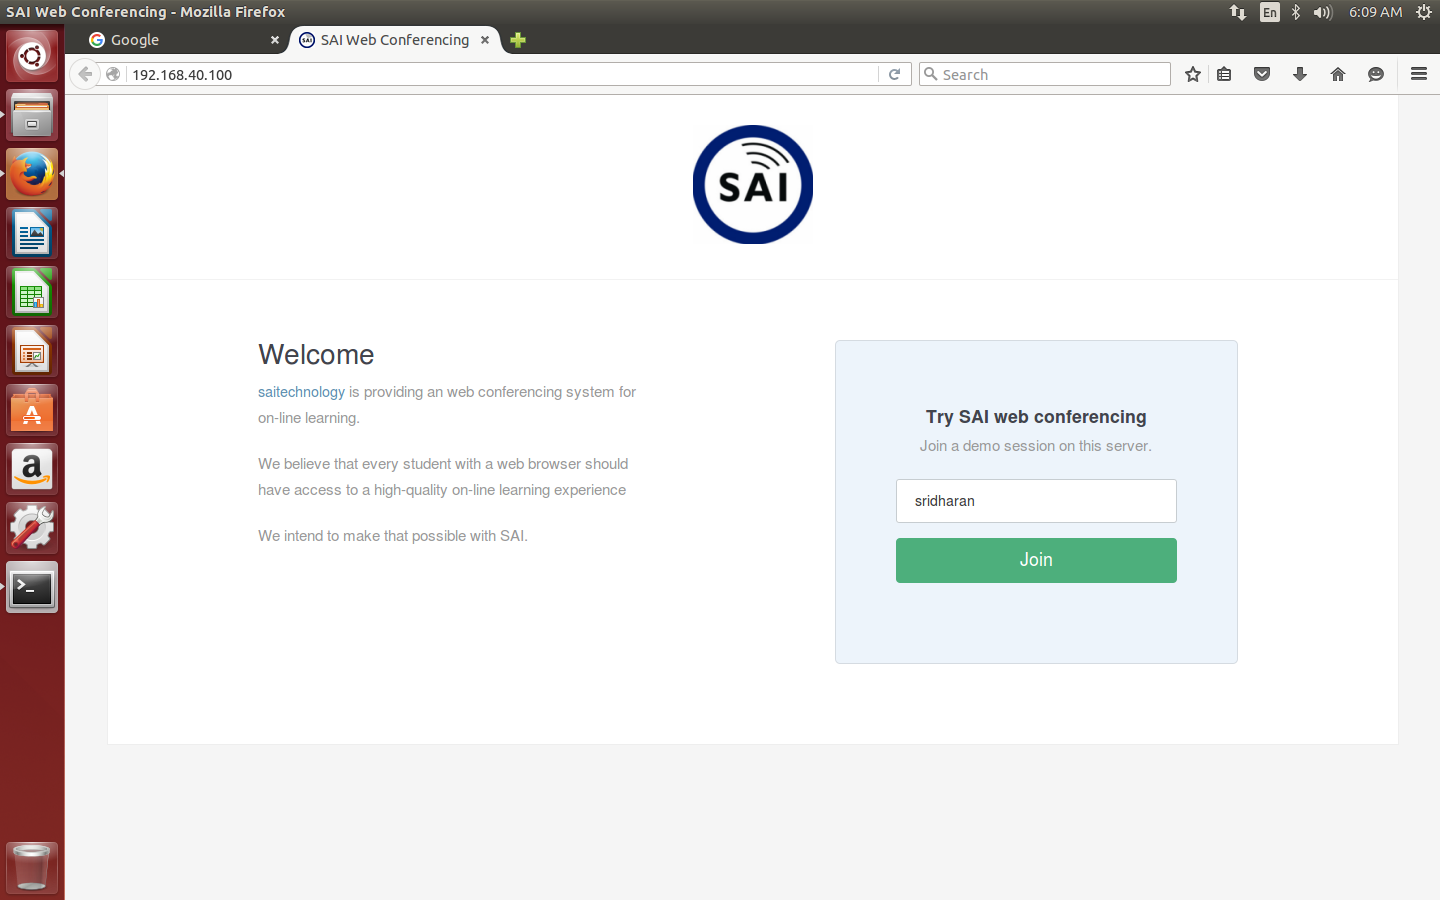 SAI Web Conferencing - Mozilla Firefox
En
6:09 AM
Google
SAI Web Conferencing
192.168.40.100
Search
SAI
Welcome
saitechnology is providing an web conferencing system for
on-line learning.
We believe that every student with a web browser should
have access to a high-quality on-line learning experience
We intend to make that possible with SAI.
Try SAI web conferencing
Join a demo session on this server.
sridharan
Join